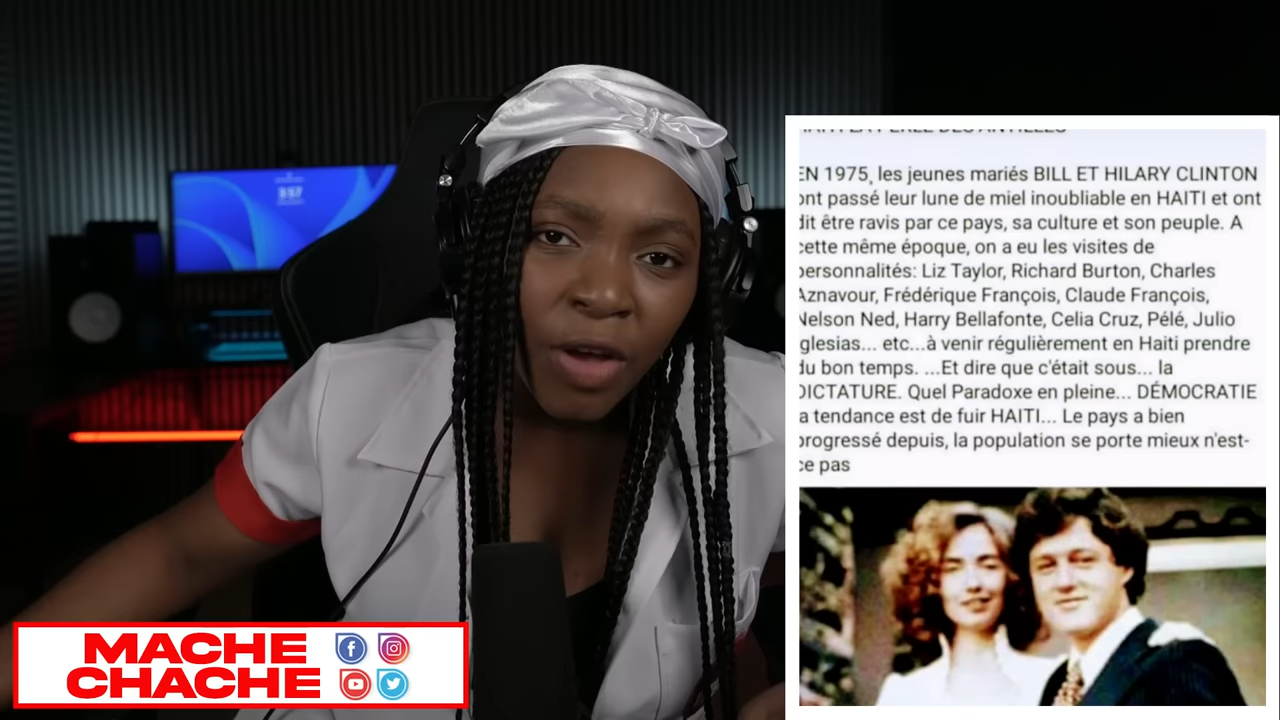 EN 1975, les jeunes mariés BILL ET HILARY CLINTON
ont passé leur lune de miel inoubliable en HAITI et ont
dit être ravis par ce pays, sa culture et son peuple. A
cette même époque, on a eu les visites de
personnalités: Liz Taylor, Richard Burton, Charles
Aznavour, Frédérique François, Claude François,
Nelson Ned, Harry Bellafonte, Celia Cruz, Pélé, Julio
glesias... etc...à venir régulièrement en Haiti prendre
du bon temps. ...Et dire que c'était sous... la
DICTATURE. Quel Paradoxe en pleine... DÉMOCRATIE
a tendance est de fuir HAITI... Le pays a bien
progressé depuis, la population se porte mieux n'est-
ce pas
MACHE
CHACHE